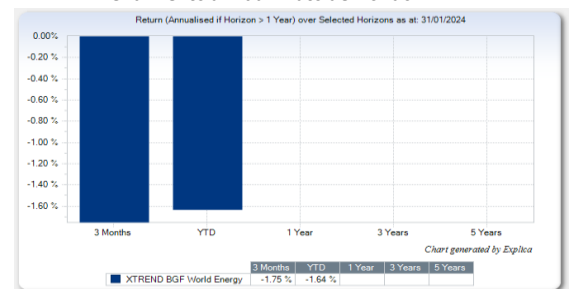 Return (Annualised if Horizon > 1 Year) over Selected Horizons as at: 31/01/2024
0.00%
-0.20 %
-0.40 %
-0.60 %
-0.80 %
-1.00 %
-1.20 %
-1.40 %
-1.60 %
3 Months YTD 1 Year 3 Years 5 Years
Chart generated by Explica
3 Months YTD 1 Year 3 Years 5 Years
XTREND BGF World Energy -1.75 % -1.64 %